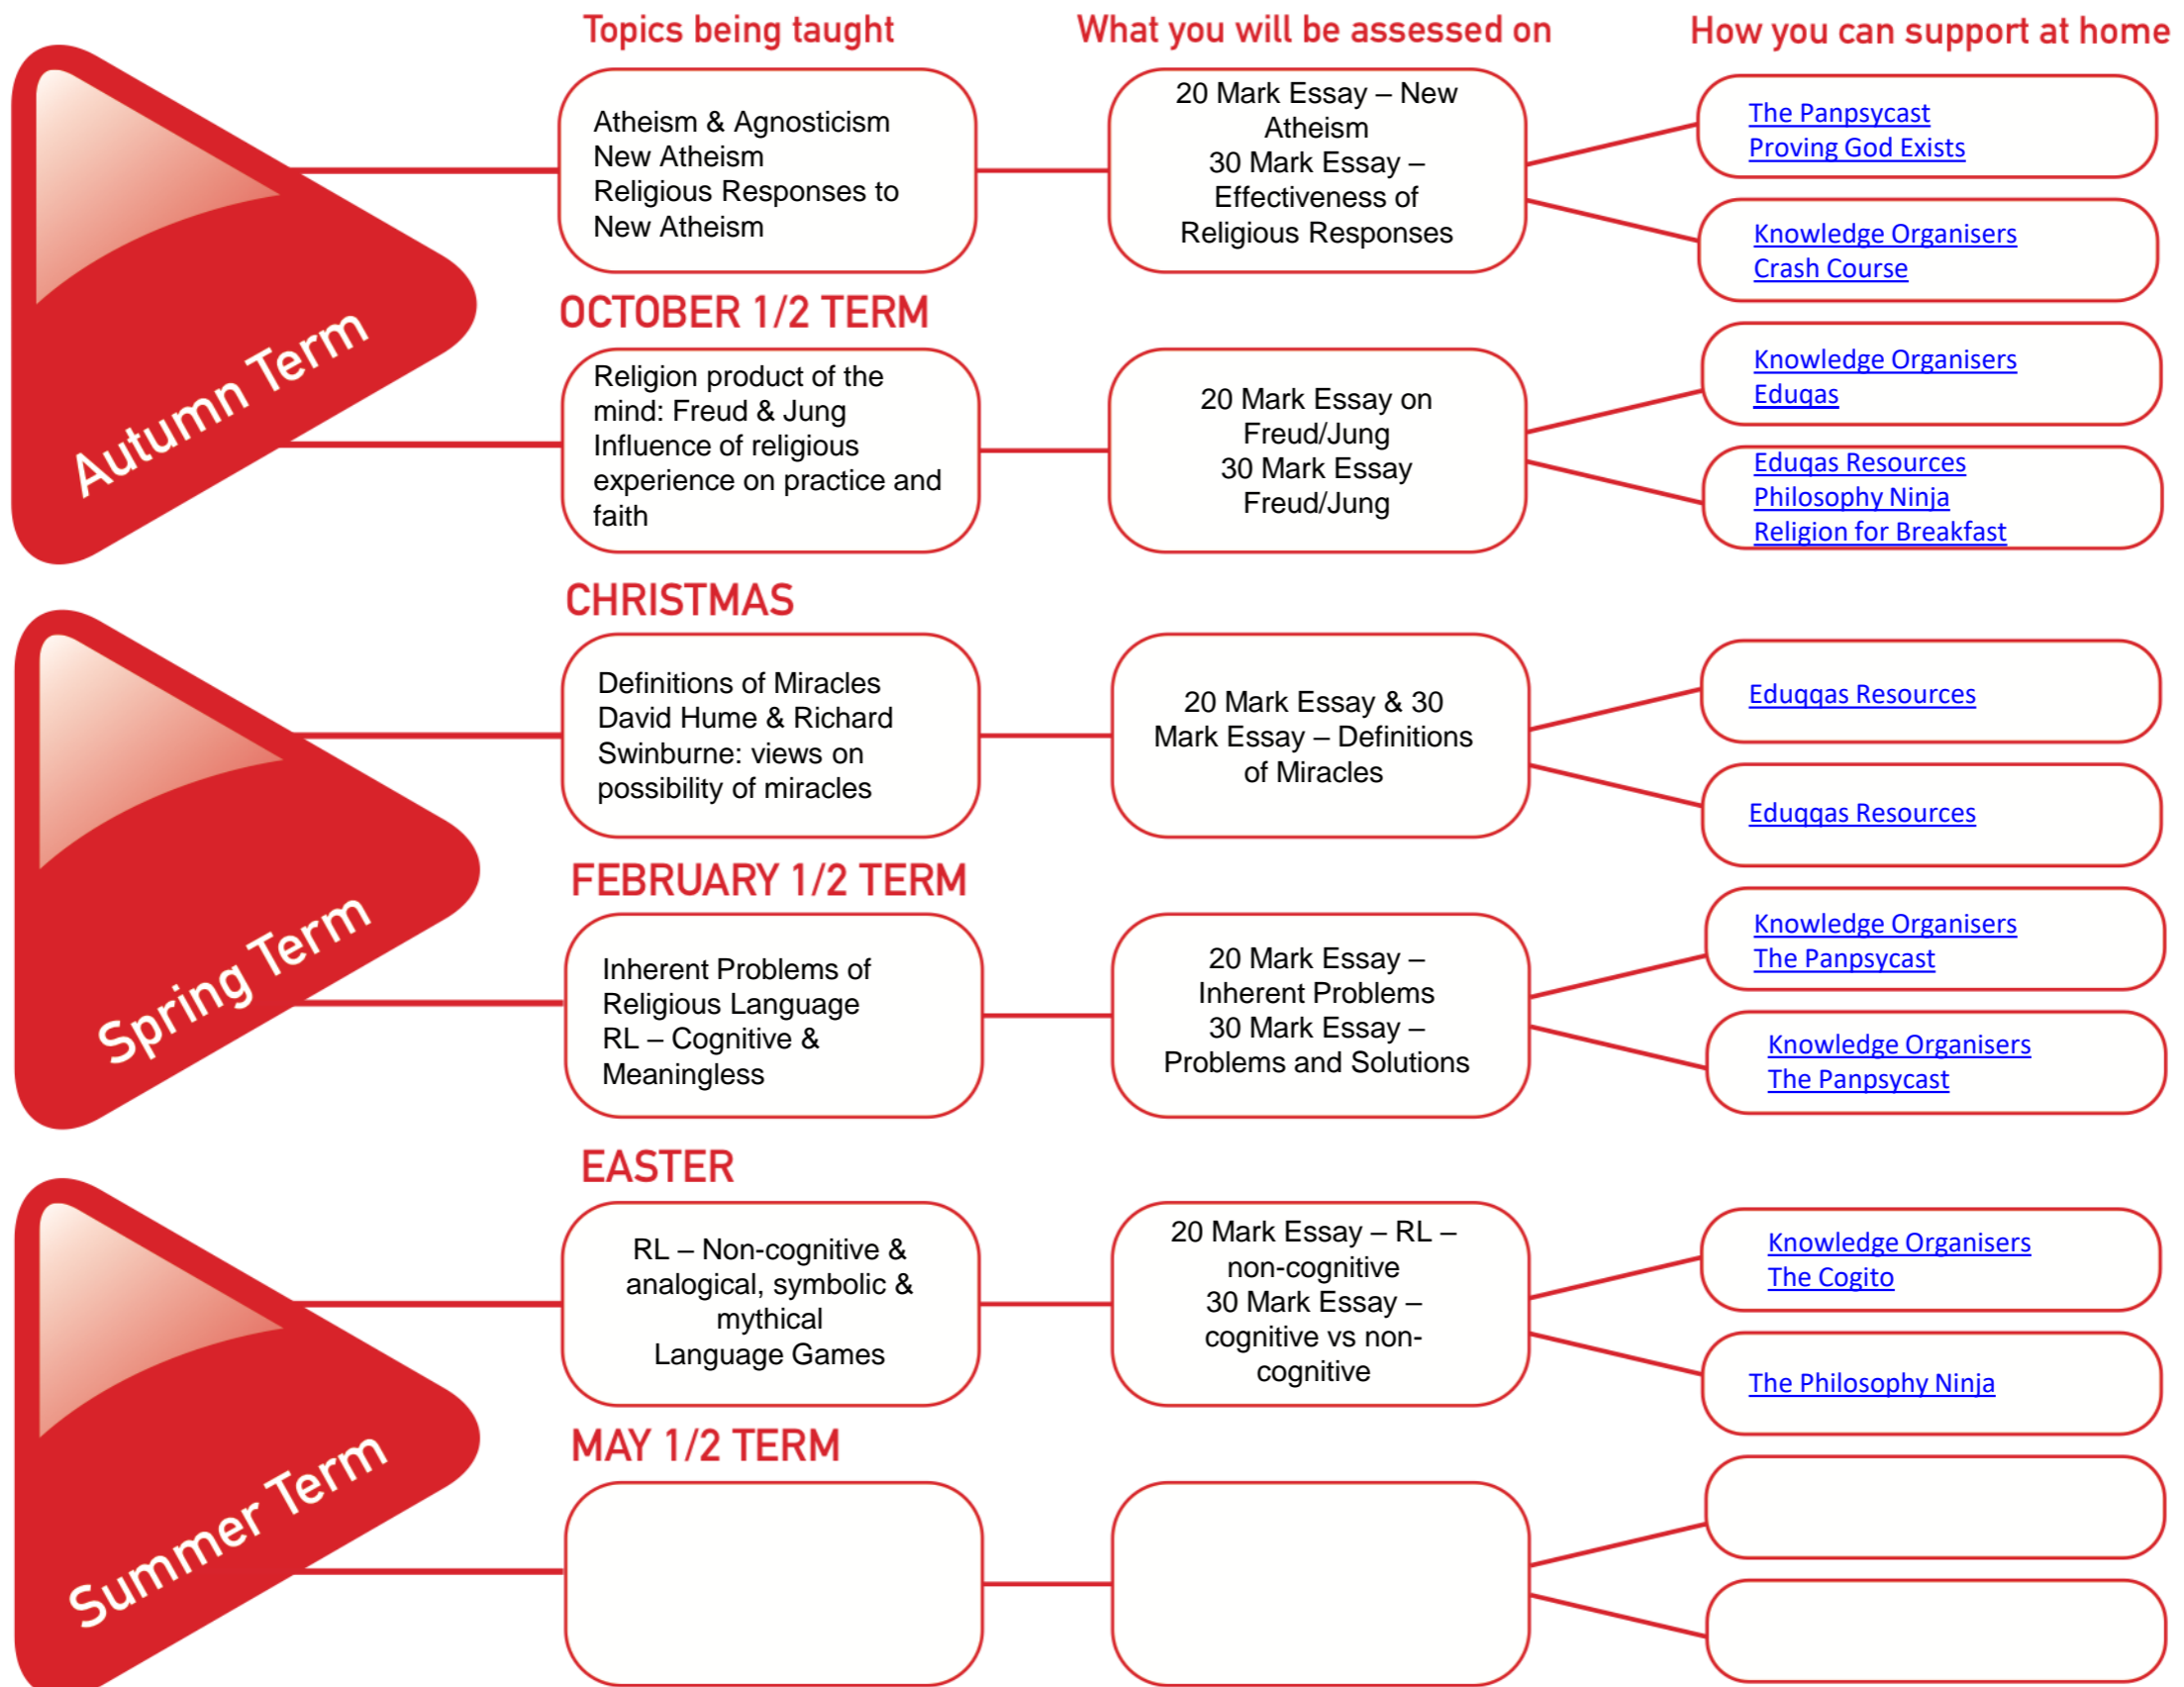 Topics being taught
What you will be assessed on
How you can support at home
Autumn Term
Atheism & Agnosticism
New Atheism
Religious Responses to
New Atheism
20 Mark Essay – New
Atheism
30 Mark Essay –
Effectiveness of
Religious Responses
The Panpsycast
Proving God Exists
Knowledge Organisers
Crash Course
OCTOBER 1/2 TERM
Religion product of the
mind: Freud & Jung
Influence of religious
experience on practice and
faith
20 Mark Essay on
Freud/Jung
30 Mark Essay
Freud/Jung
Knowledge Organisers
Eduqas
Eduqas Resources
Philosophy Ninja
Religion for Breakfast
CHRISTMAS
Spring Term
Definitions of Miracles
David Hume & Richard
Swinburne: views on
possibility of miracles
20 Mark Essay & 30
Mark Essay – Definitions
of Miracles
Eduqqas Resources
Eduqqas Resources
FEBRUARY 1/2 TERM
Inherent Problems of
Religious Language
RL – Cognitive &
Meaningless
20 Mark Essay –
Inherent Problems
30 Mark Essay –
Problems and Solutions
Knowledge Organisers
The Panpsycast
Knowledge Organisers
The Panpsycast
EASTER
Summer Term
RL – Non-cognitive &
analogical, symbolic &
mythical
Language Games
20 Mark Essay – RL –
non-cognitive
30 Mark Essay –
cognitive vs non-
cognitive
Knowledge Organisers
The Cogito
The Philosophy Ninja
MAY 1/2 TERM